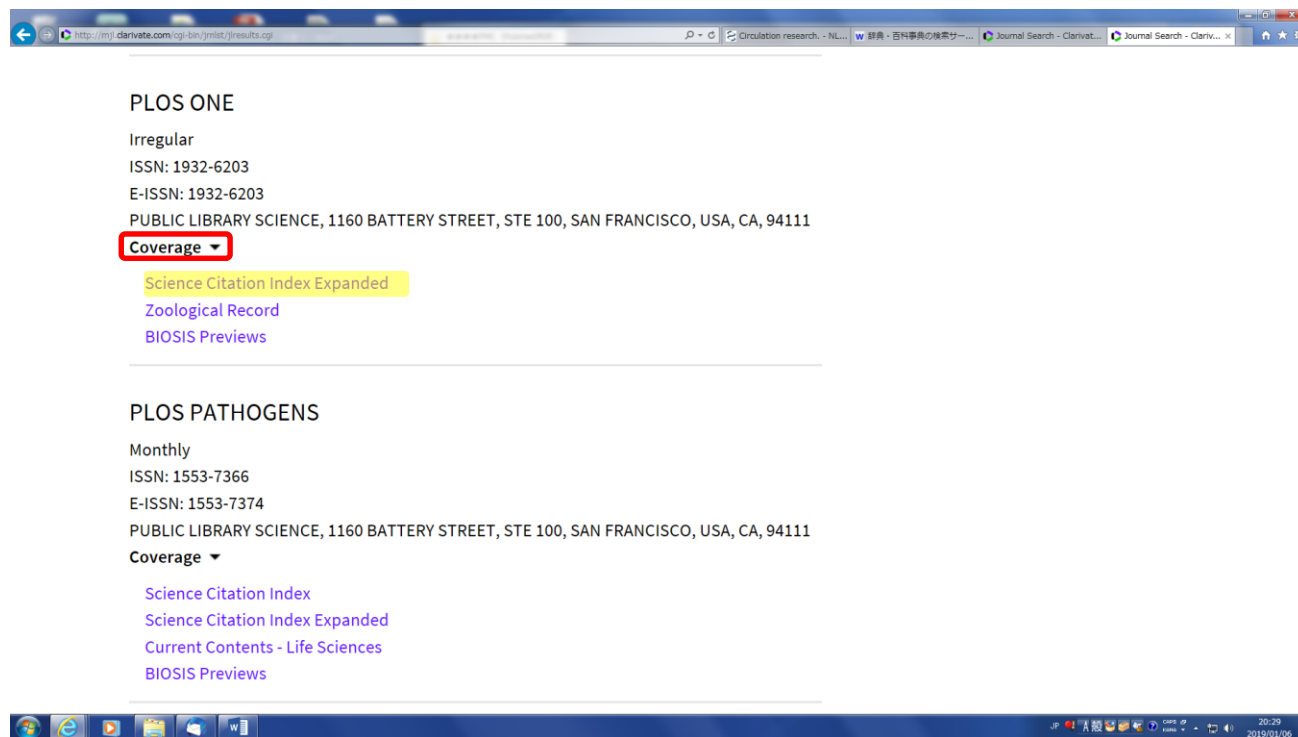 http://mjl.clarivate.com/cgi-bin/jrnlst/jlresults.cgi
Circulation research. - NL...
辞典・百科事典の検索サー...
Journal Search - Clarivat...
Journal Search - Clariv...
PLOS ONE
Irregular
ISSN: 1932-6203
E-ISSN: 1932-6203
PUBLIC LIBRARY SCIENCE, 1160 BATTERY STREET, STE 100, SAN FRANCISCO, USA, CA, 94111
Coverage
Science Citation Index Expanded
Zoological Record
BIOSIS Previews
PLOS PATHOGENS
Monthly
ISSN: 1553-7366
E-ISSN: 1553-7374
PUBLIC LIBRARY SCIENCE, 1160 BATTERY STREET, STE 100, SAN FRANCISCO, USA, CA, 94111
Coverage
Science Citation Index
Science Citation Index Expanded
Current Contents - Life Sciences
BIOSIS Previews
JP A 般 CAPS KANA 20:29
2019/01/06